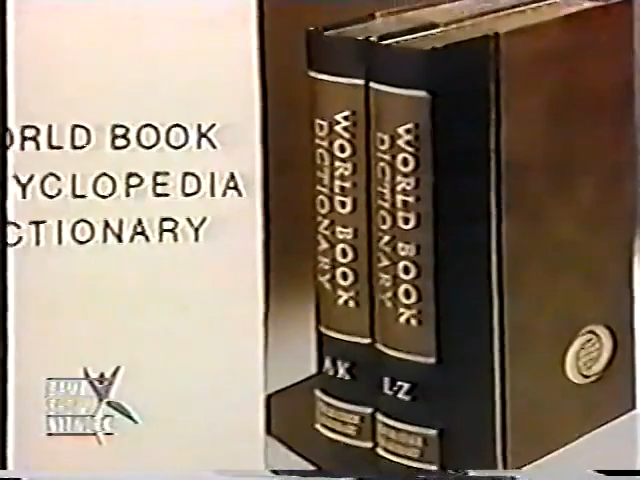 ORLD BOOK
YCLOPEDIA
CTIONARY
WORLD BOOK
DICTIONARY
WORLD BOOK
DICTIONARY
A-K
L-Z